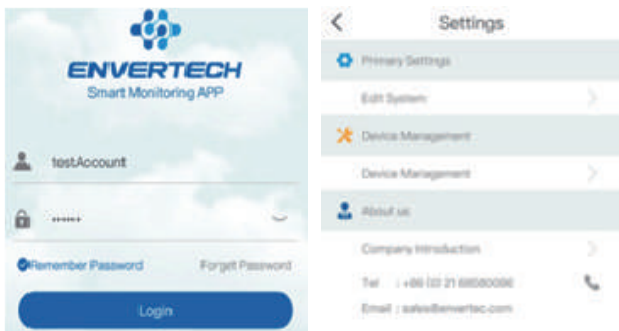 ENVERTECH
Smart Monitoring APP
testAccount
Remember Password
Forget Password
Login
Settings
Primary Settings
Edit System
Device Management
Device Management
About us
Company Introduction
Tel : +86 (0) 21 68580086
Email : sales@envertec.com